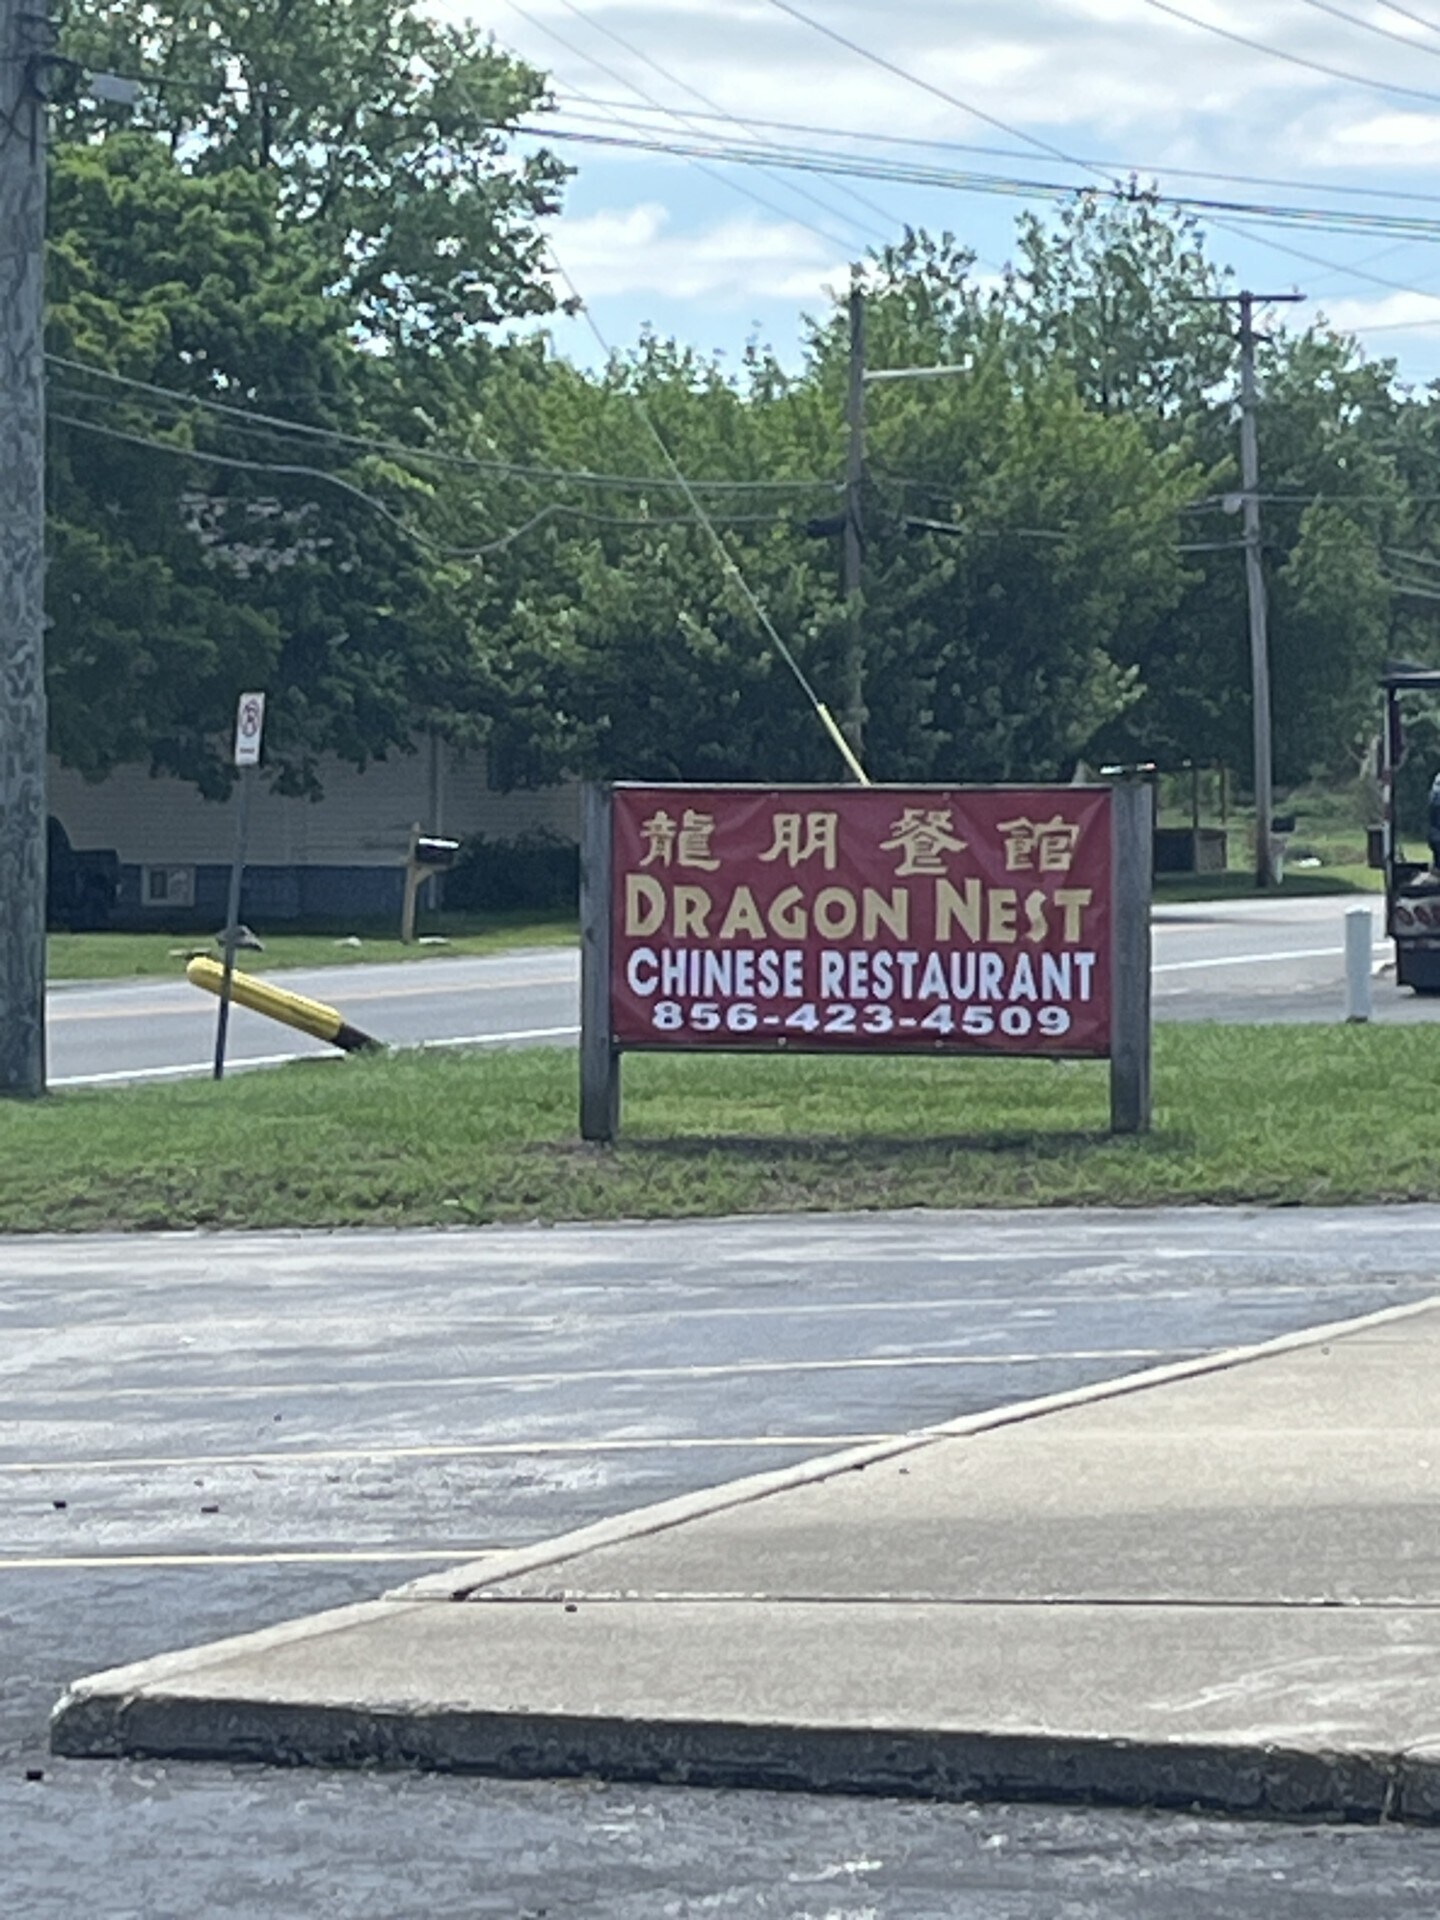 龍朋餐館
DRAGON NEST
CHINESE RESTAURANT
856-423-4509